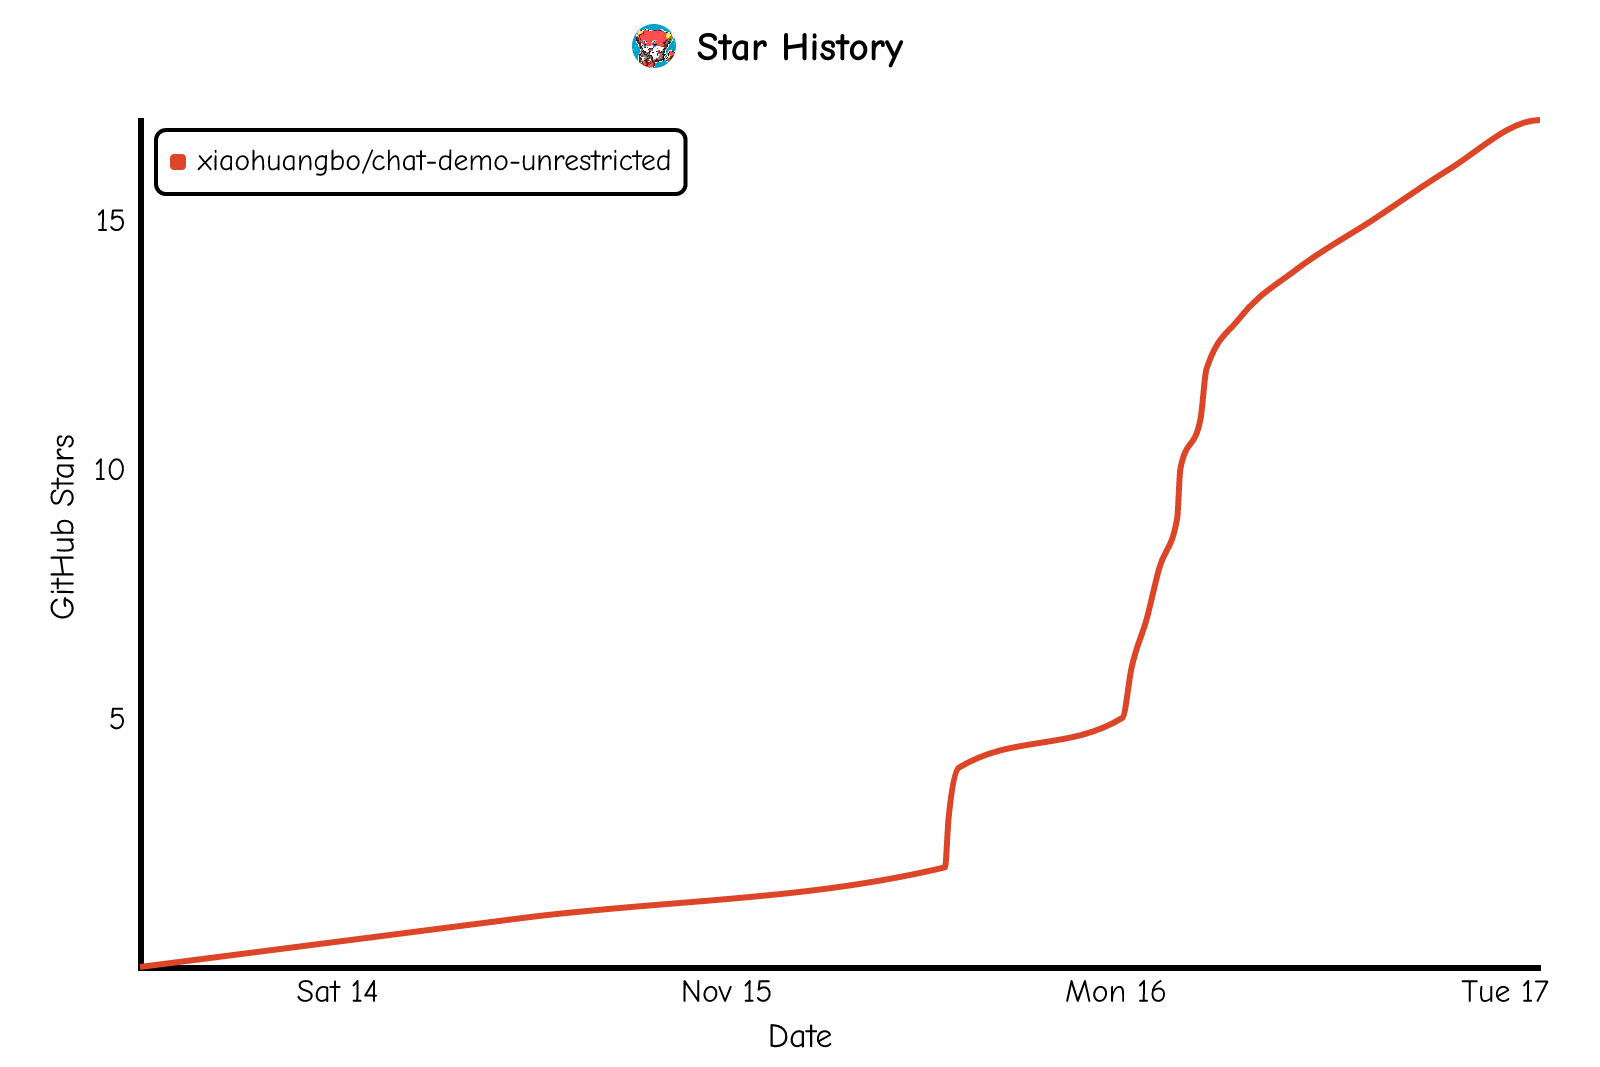 Star History
xiaohuangbo/chat-demo-unrestricted
15
10
5
GitHub Stars
Sat 14
Nov 15
Mon 16
Tue 17
Date